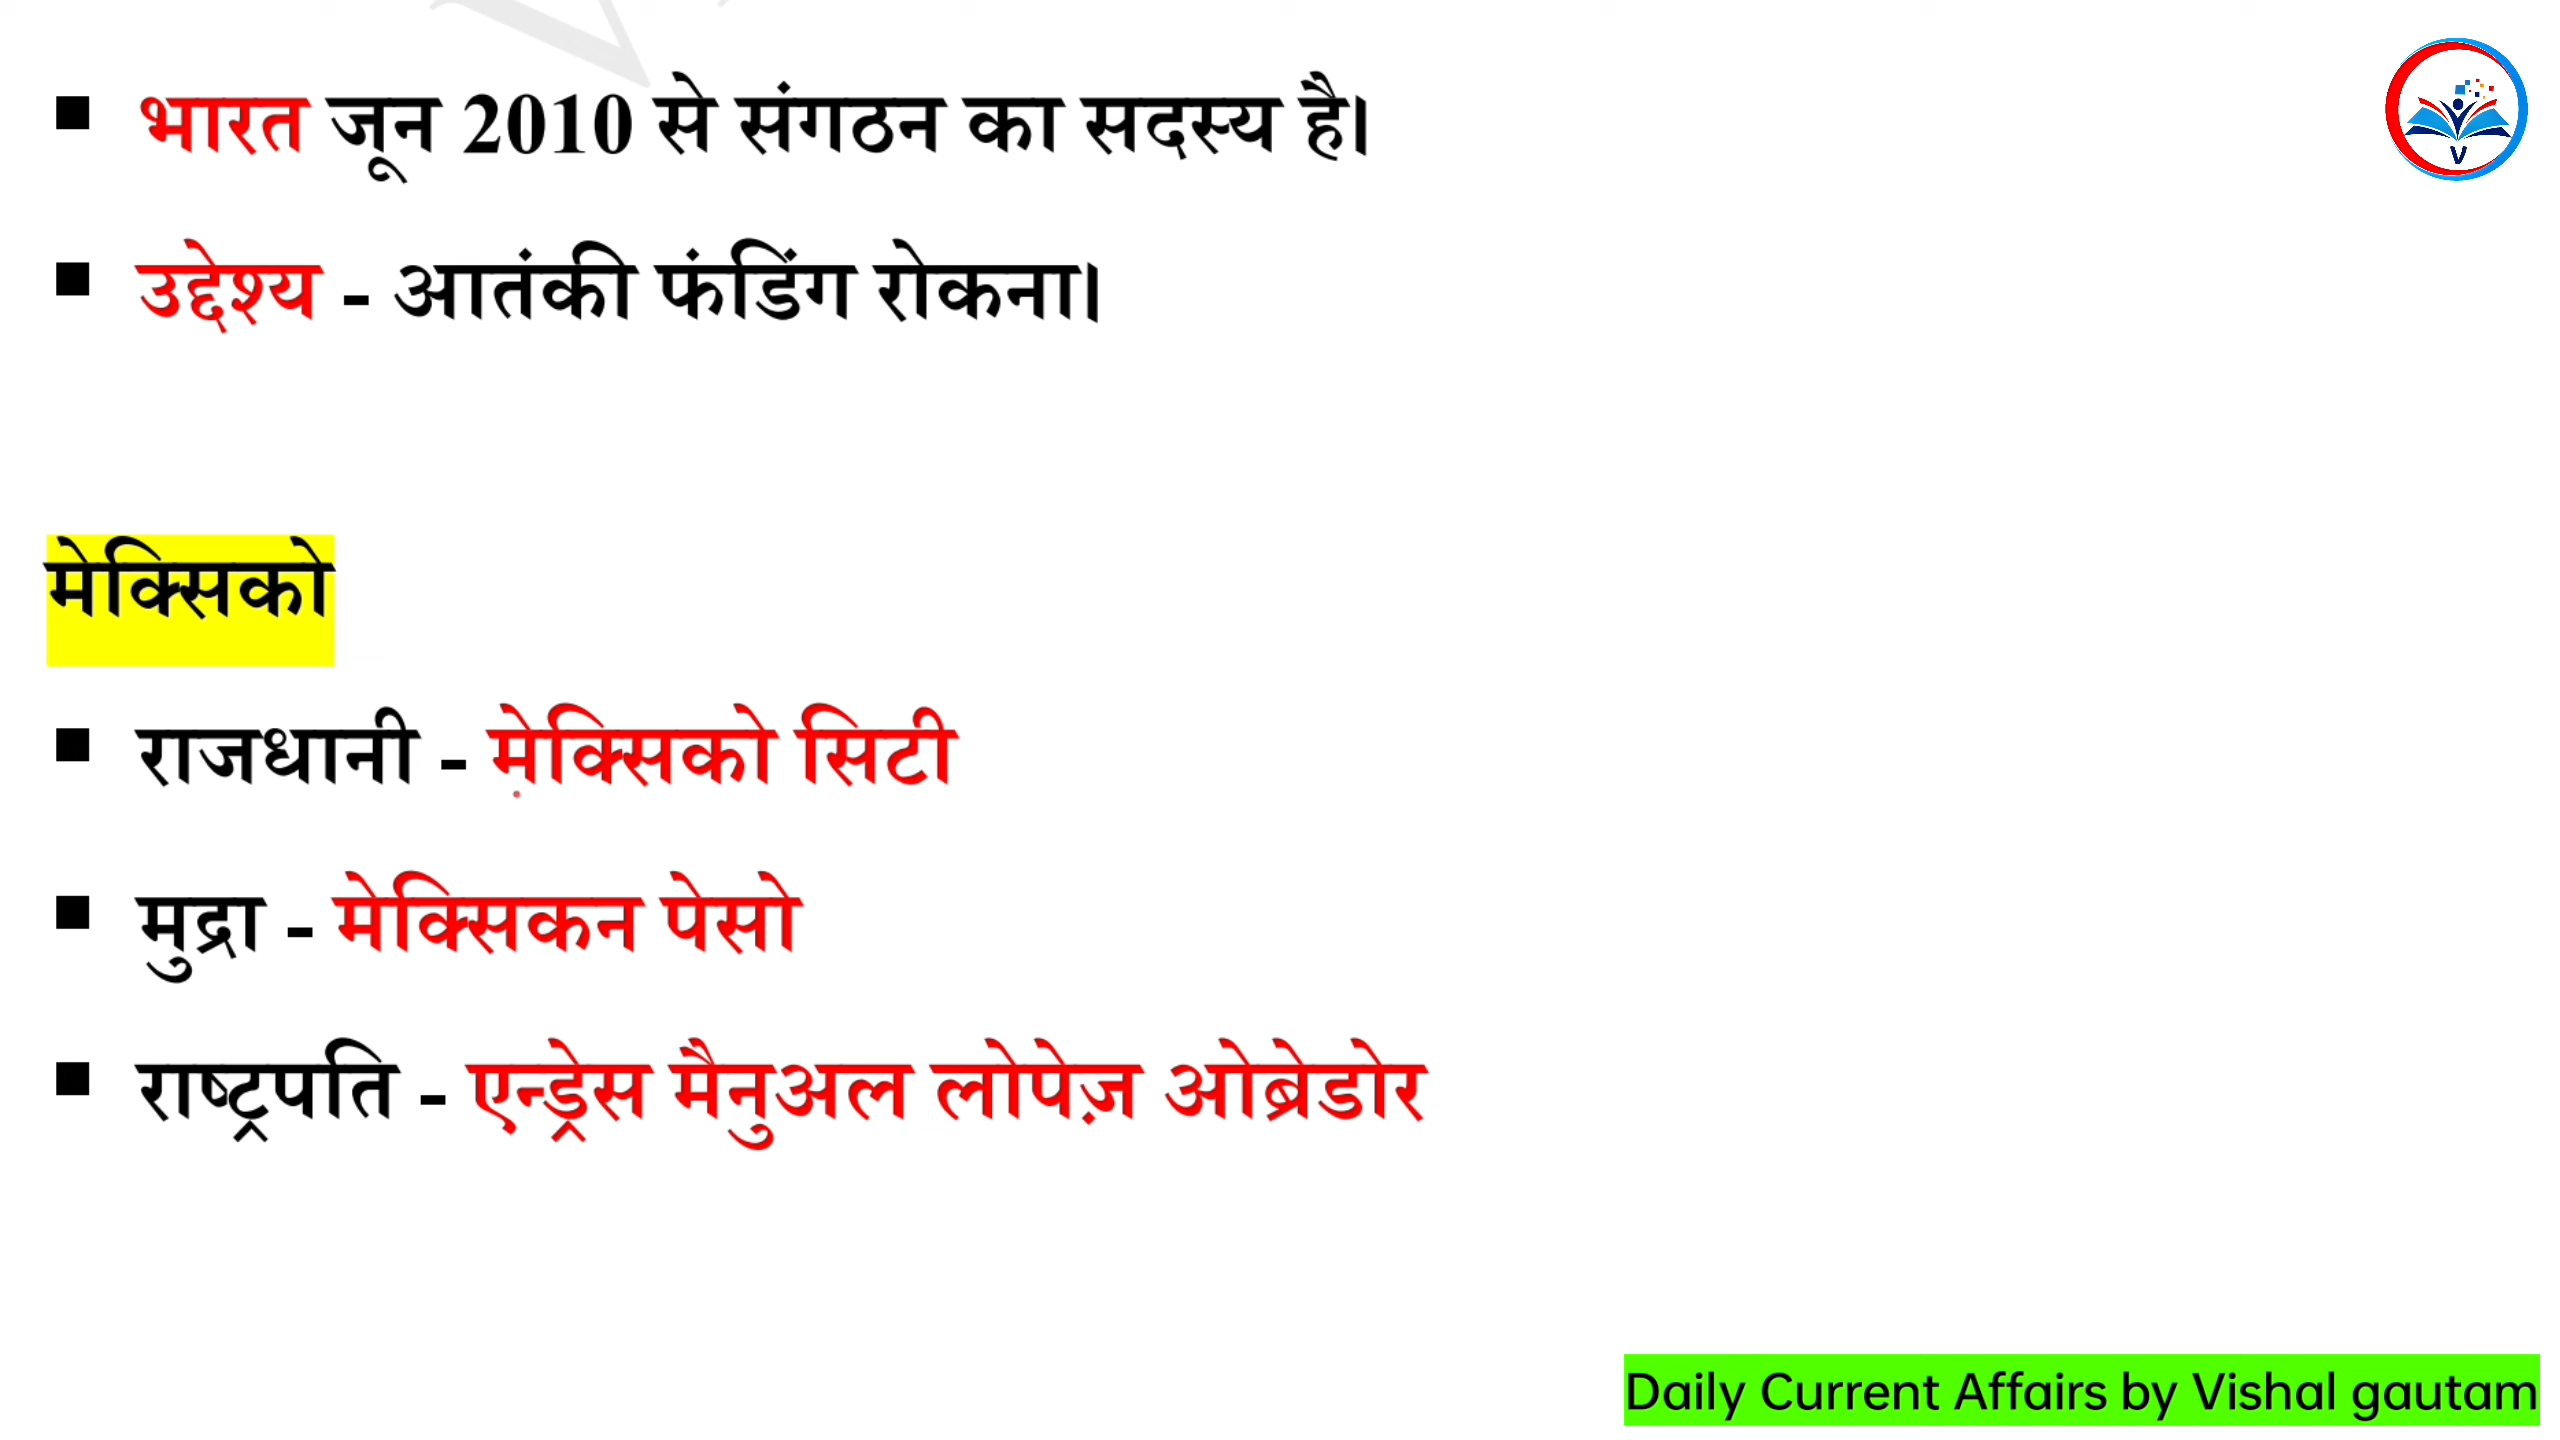 ▪ भारत जून 2010 से संगठन का सदस्य है।
▪ उद्देश्य - आतंकी फंडिंग रोकना।
मेक्सिको
▪ राजधानी - मेक्सिको सिटी
▪ मुद्रा - मेक्सिकन पेसो
▪ राष्ट्रपति - एन्ड्रेस मैनुअल लोपेज़ ओब्रेडोर
V
Daily Current Affairs by Vishal gautam